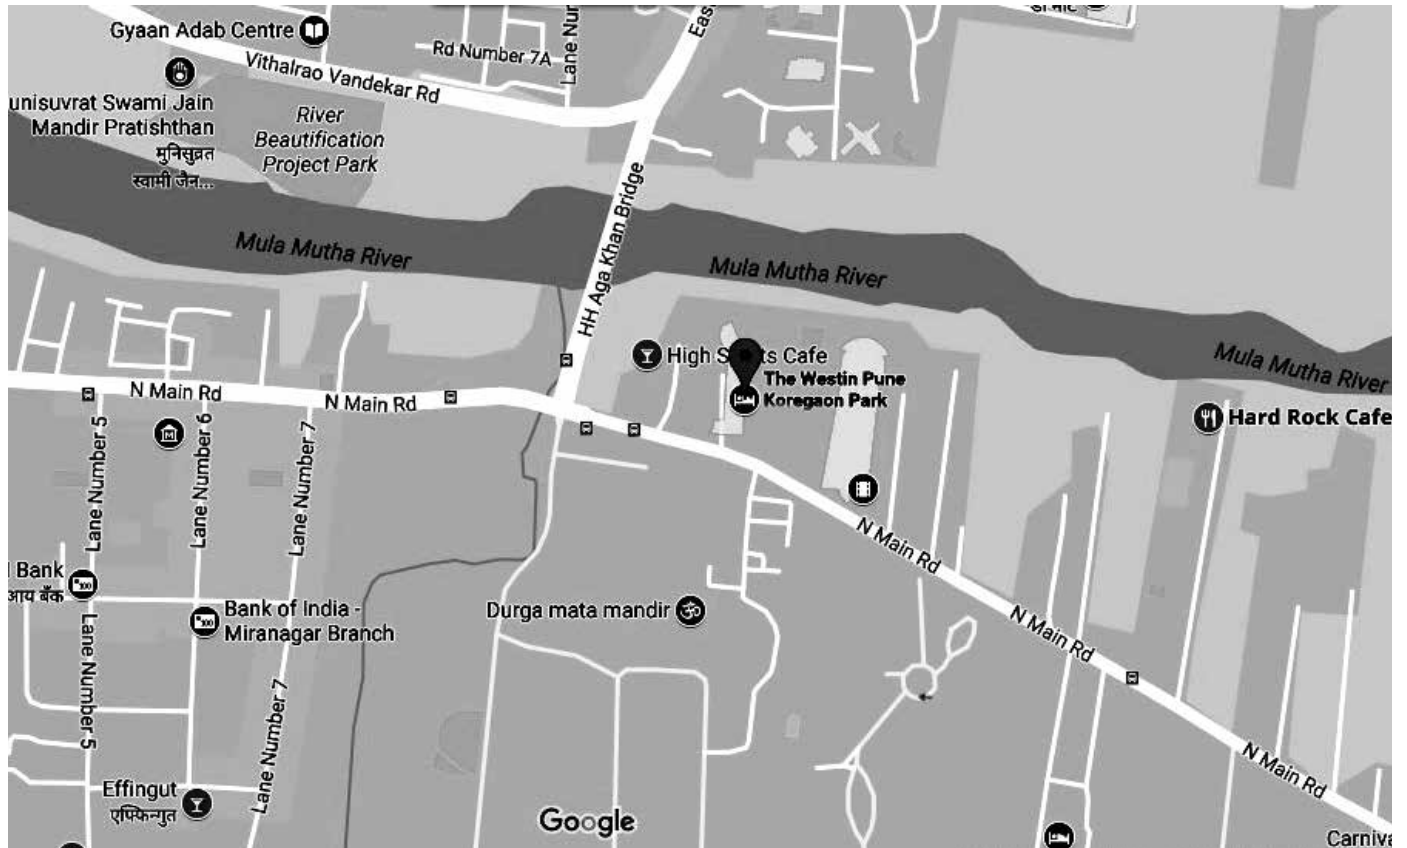 Gyaan Adab Centre
Rd Number 7A
Lane Nur
Eas
Vithalrao Vandekar Rd
unisuvrat Swami Jain
Mandir Pratishthan
मुनिसुव्रत
स्वामी जैन...
River
Beautification
Project Park
HH Aga Khan Bridge
Mula Mutha River
Mula Mutha River
Mula Mutha River
High S ts Cafe
The Westin Pune
Koregaon Park
Hard Rock Cafe
N Main Rd
N Main Rd
Lane Number 5
Lane Number 6
Lane Number 7
N Main Rd
l Bank
आय बँक
Bank of India -
Miranagar Branch
Durga mata mandir
N Main Rd
Lane Number 5
Lane Number 7
N Main Rd
Effingut
एफ्फिन्गुत
Google
Carniva